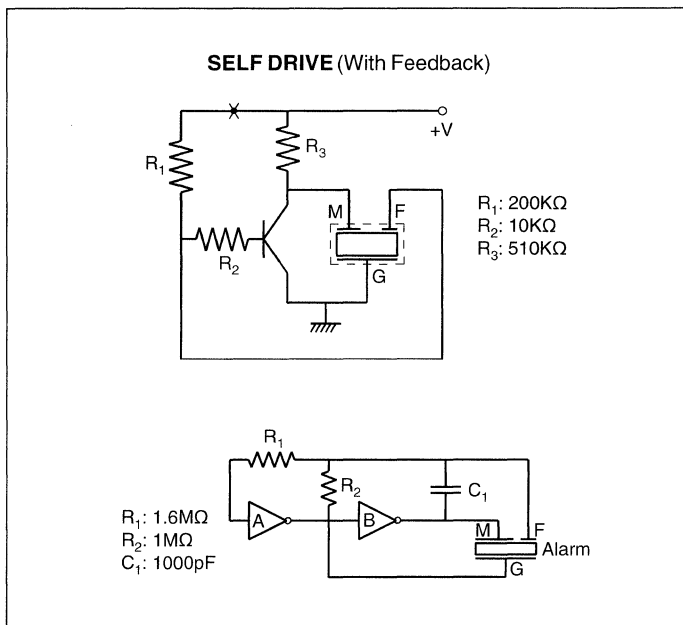 SELF DRIVE (With Feedback)
+V
R₃
R₁
M F
R₁: 200KΩ
R₂: 10KΩ
R₃: 510KΩ
R₂
G
R₁
R₂
C₁
R₁: 1.6MΩ
R₂: 1MΩ
C₁: 1000pF
A
B
M F
Alarm
G